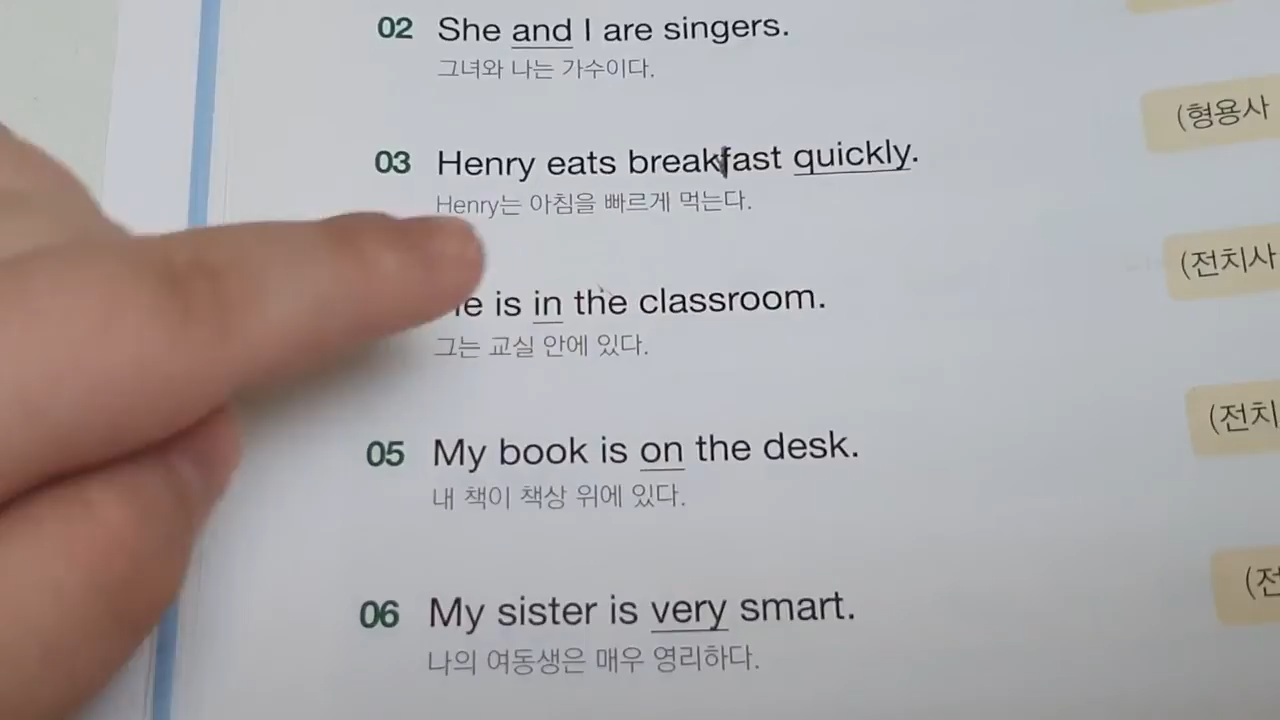 02 She and I are singers.
그녀와 나는 가수이다.
(형용사
03 Henry eats breakfast quickly.
Henry는 아침을 빠르게 먹는다.
(전치사
is in the classroom.
그는 교실 안에 있다.
(전치
05 My book is on the desk.
내 책이 책상 위에 있다.
(전
06 My sister is very smart.
나의 여동생은 매우 영리하다.